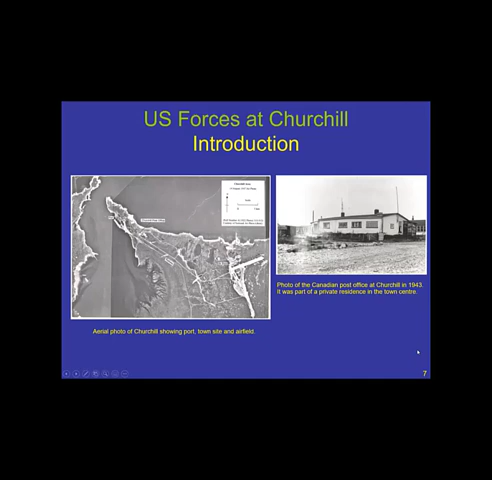 US Forces at Churchill
Introduction
Photo of the Canadian post office at Churchill in 1943.
It was part of a private residence in the town centre.
Aerial photo of Churchill showing port, town site and airfield.
7